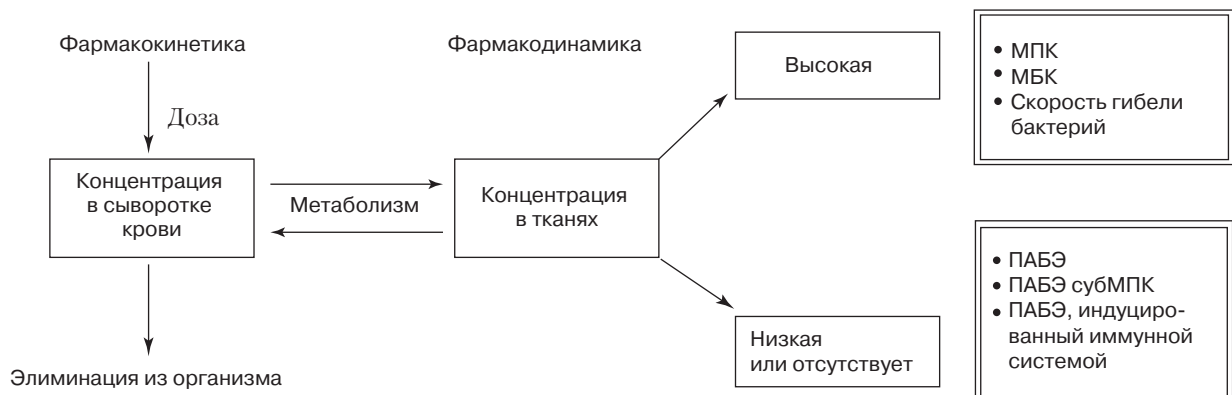 Фармакокинетика
Доза
Концентрация
в сыворотке
крови
Элиминация из организма
Метаболизм
Фармакодинамика
Концентрация
в тканях
Высокая
Низкая
или отсутствует
• МПК
• МБК
• Скорость гибели
бактерий
• ПАБЭ
• ПАБЭ субМПК
• ПАБЭ, индуциро-
ванный иммунной
системой